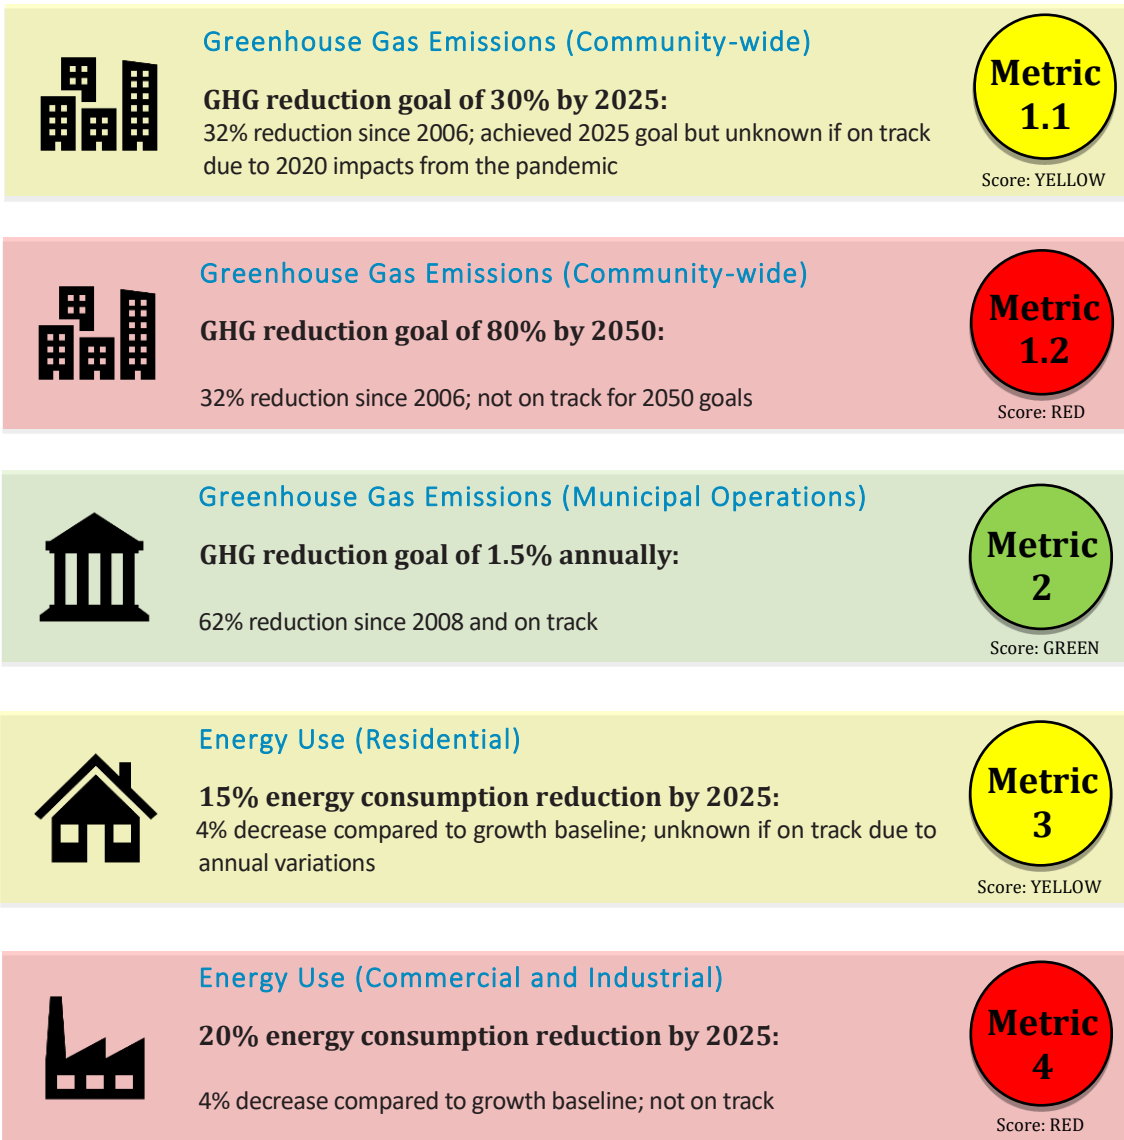 Greenhouse Gas Emissions (Community-wide)
GHG reduction goal of 30% by 2025:
32% reduction since 2006; achieved 2025 goal but unknown if on track
due to 2020 impacts from the pandemic
Metric
1.1
Score: YELLOW
Greenhouse Gas Emissions (Community-wide)
GHG reduction goal of 80% by 2050:
32% reduction since 2006; not on track for 2050 goals
Metric
1.2
Score: RED
Greenhouse Gas Emissions (Municipal Operations)
GHG reduction goal of 1.5% annually:
62% reduction since 2008 and on track
Metric
2
Score: GREEN
Energy Use (Residential)
15% energy consumption reduction by 2025:
4% decrease compared to growth baseline; unknown if on track due to
annual variations
Metric
3
Score: YELLOW
Energy Use (Commercial and Industrial)
20% energy consumption reduction by 2025:
4% decrease compared to growth baseline; not on track
Metric
4
Score: RED